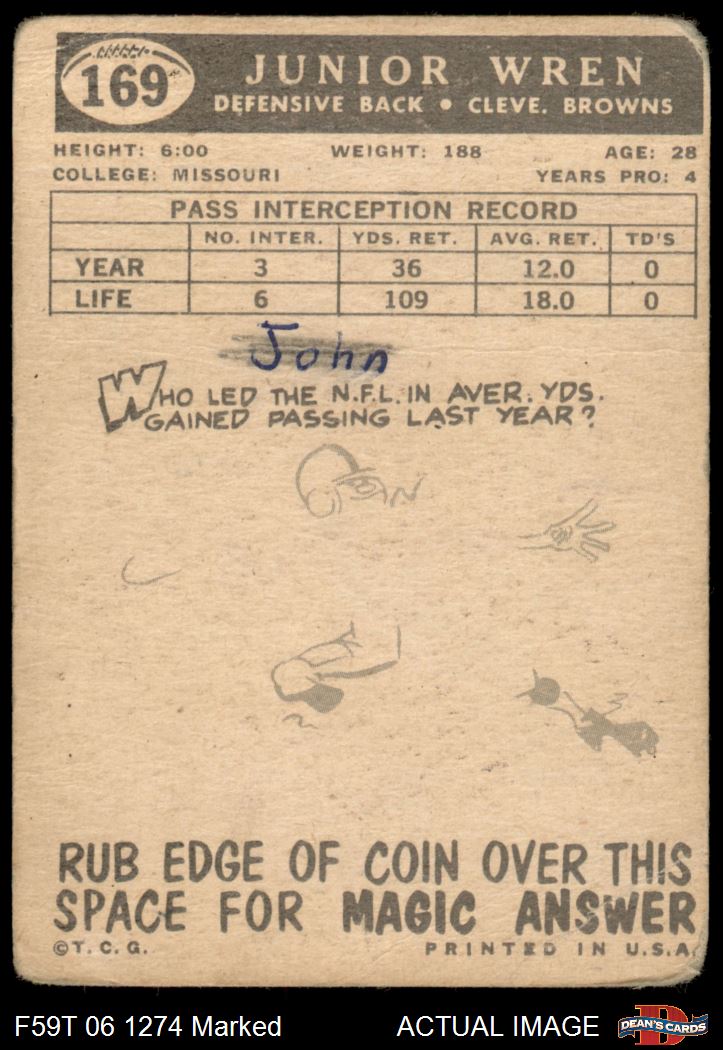 169
JUNIOR WREN
DEFENSIVE BACK • CLEVE. BROWNS
HEIGHT: 6:00 WEIGHT: 188 AGE: 28
COLLEGE: MISSOURI YEARS PRO: 4
PASS INTERCEPTION RECORD
NO. INTER. YDS. RET. AVG. RET. TD'S
YEAR 3 36 12.0 0
LIFE 6 109 18.0 0
John
WHO LED THE N.F.L. IN AVER. YDS.
GAINED PASSING LAST YEAR?
RUB EDGE OF COIN OVER THIS
SPACE FOR MAGIC ANSWER
©T.C.G. PRINTED IN U.S.A.
F59T 06 1274 Marked ACTUAL IMAGE
D
DEAN'S CARDS